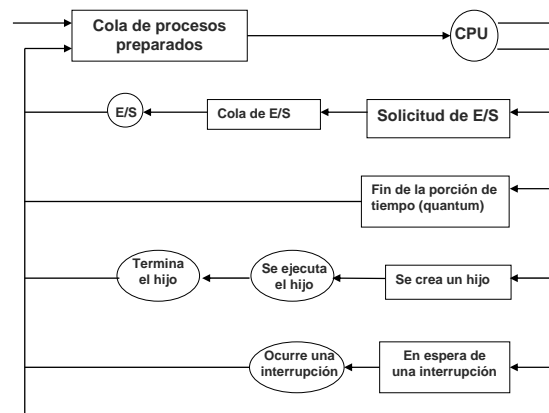 Cola de procesos
preparados
CPU
E/S
Cola de E/S
Solicitud de E/S
Fin de la porción de
tiempo (quantum)
Termina
el hijo
Se ejecuta
el hijo
Se crea un hijo
Ocurre una
interrupción
En espera de
una interrupción